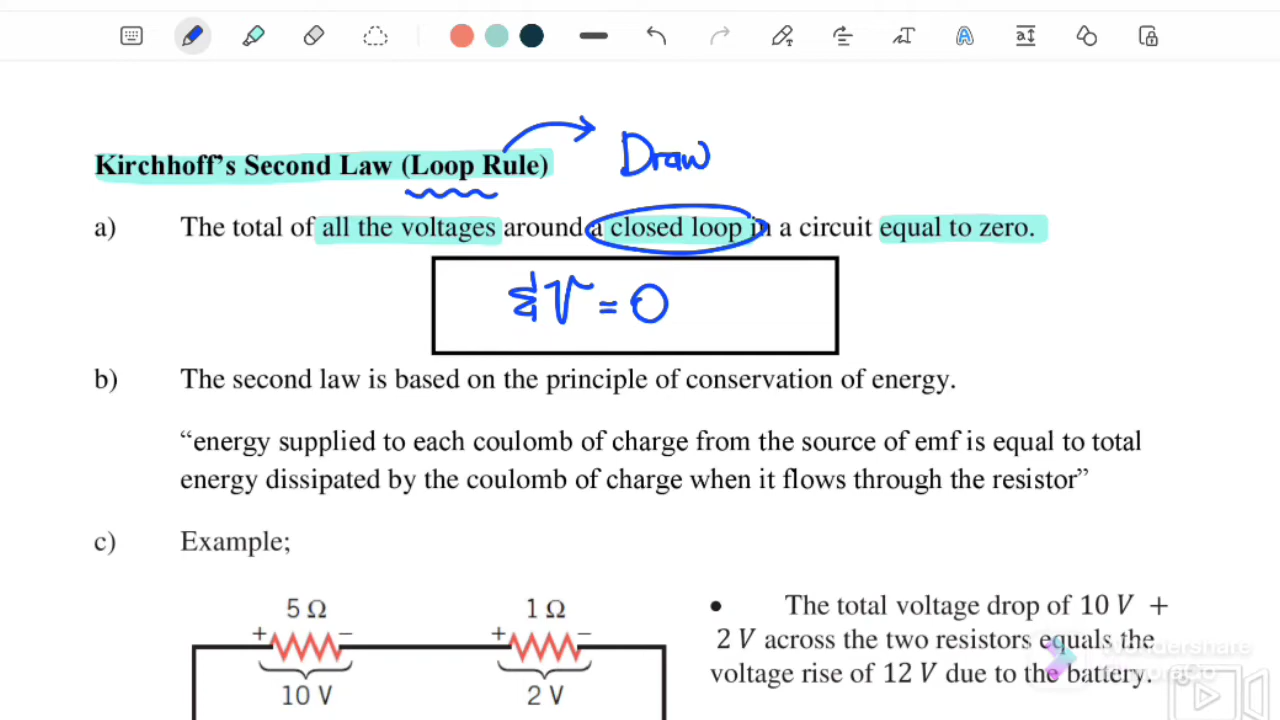 Kirchhoff's Second Law (Loop Rule) Draw
a) The total of all the voltages around a closed loop in a circuit equal to zero.
ΣV = 0
b) The second law is based on the principle of conservation of energy.
“energy supplied to each coulomb of charge from the source of emf is equal to total
energy dissipated by the coulomb of charge when it flows through the resistor”
c) Example;
5 Ω 1 Ω
+ − + −
10 V 2 V
• The total voltage drop of 10 V +
2 V across the two resistors equals the
voltage rise of 12 V due to the battery.
Wondershare